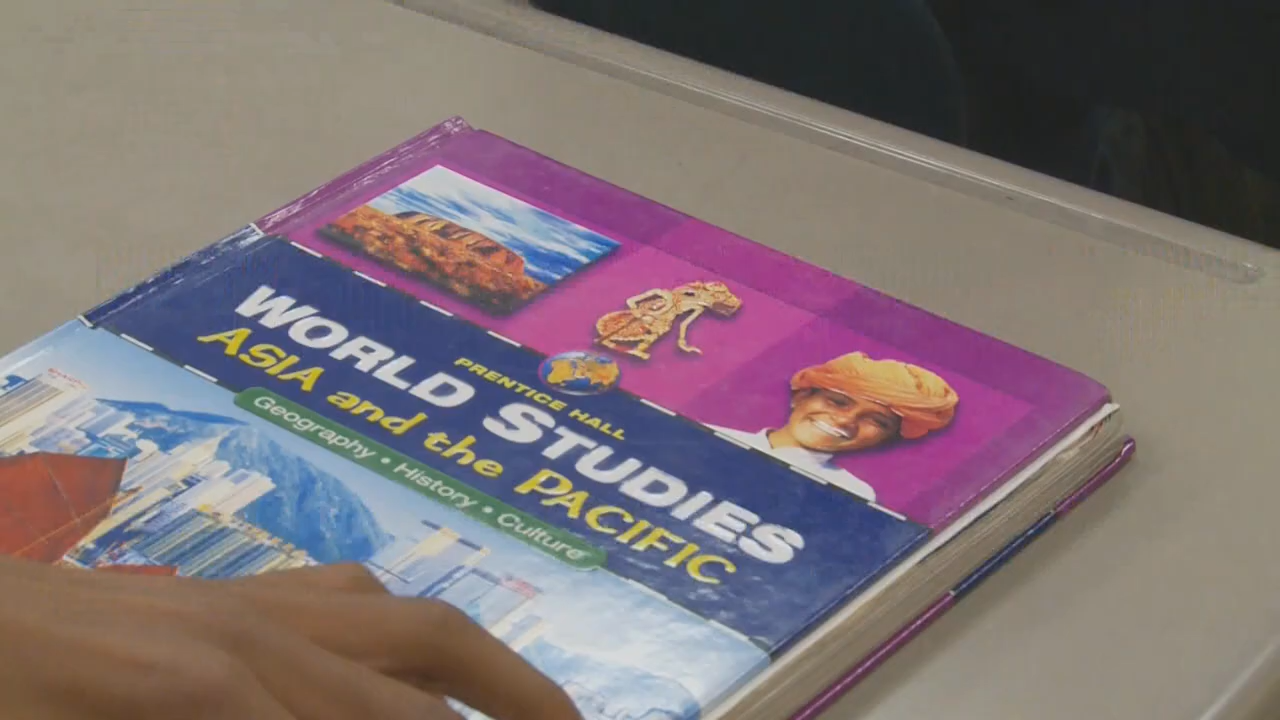 PRENTICE HALL
WORLD STUDIES
ASIA and the PACIFIC
Geography • History • Culture